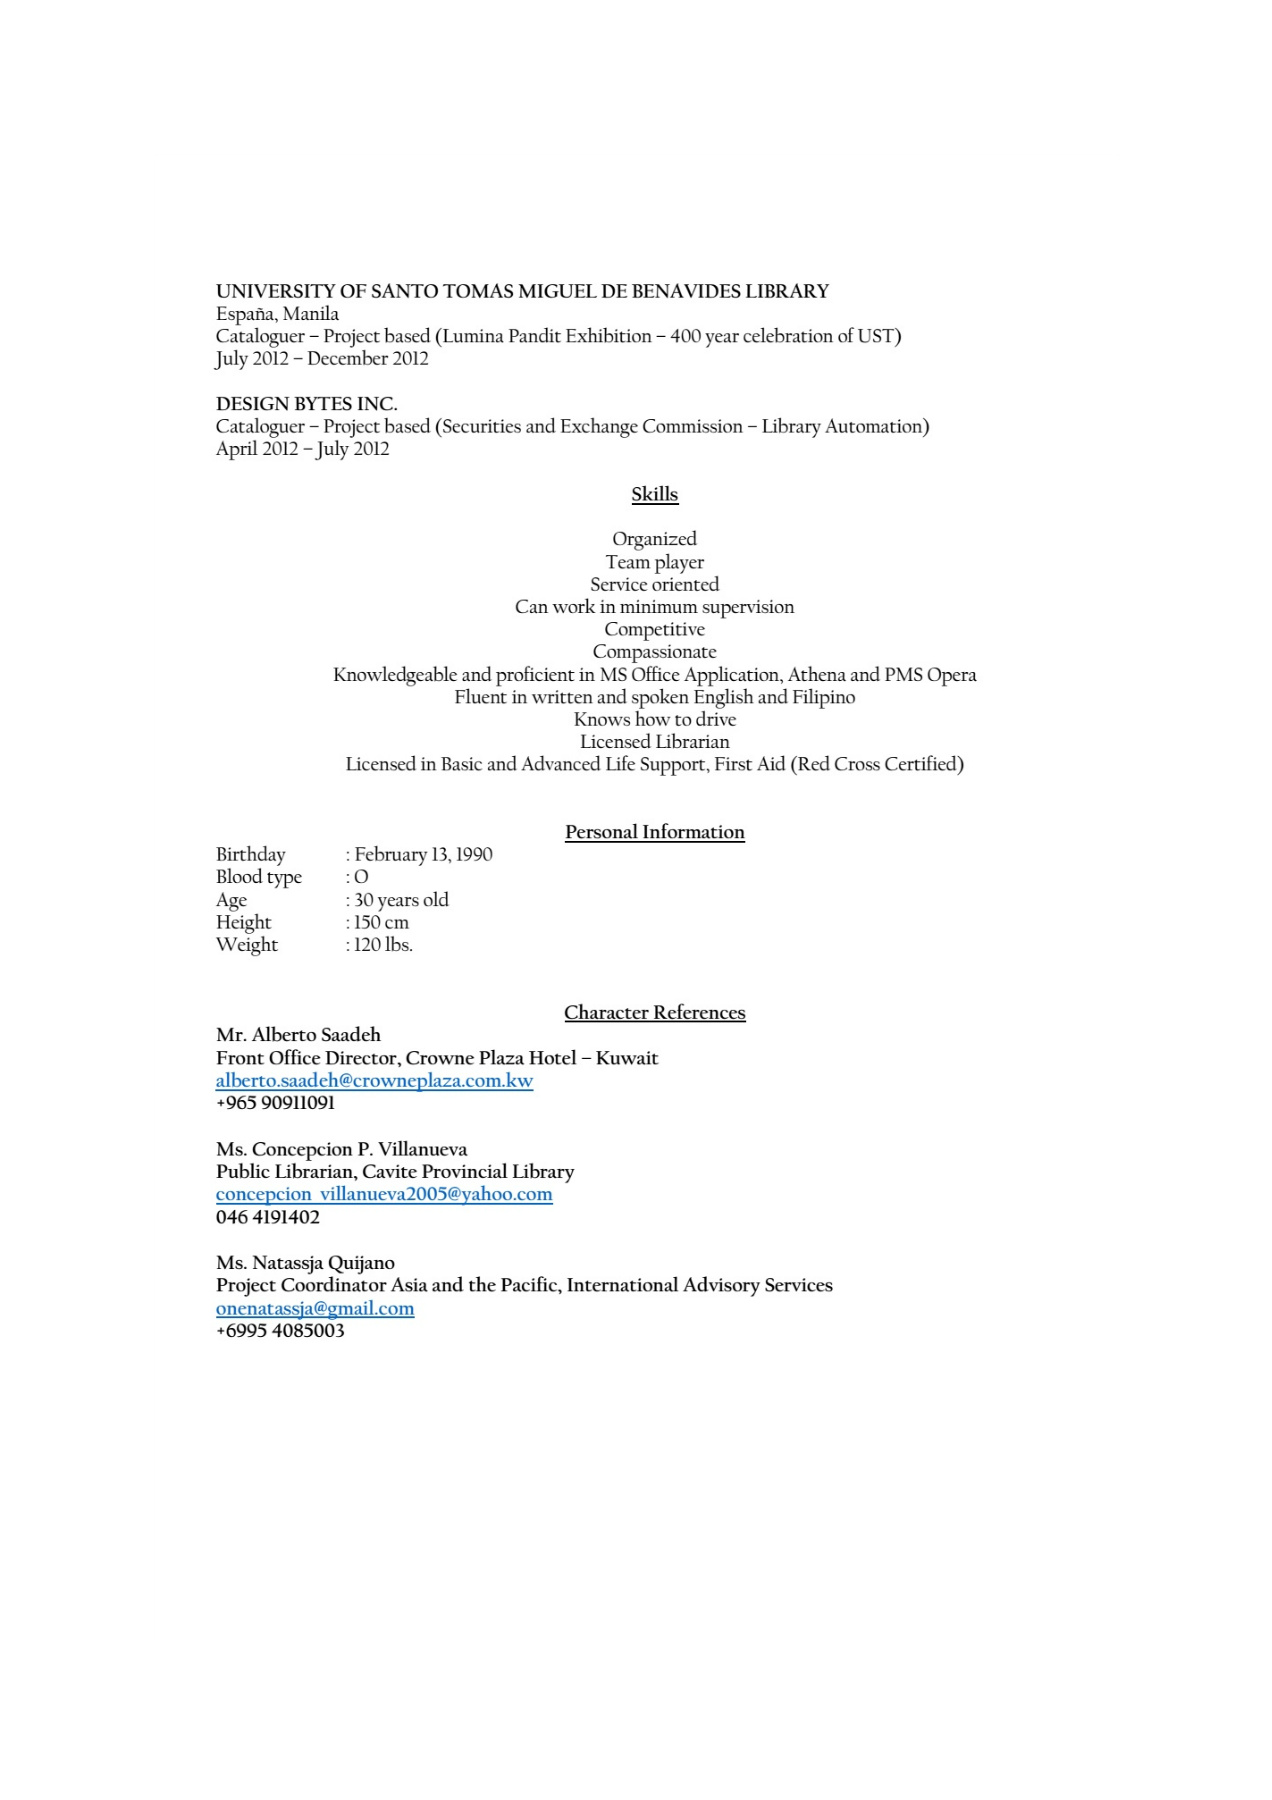 UNIVERSITY OF SANTO TOMAS MIGUEL DE BENAVIDES LIBRARY
España, Manila
Cataloguer – Project based (Lumina Pandit Exhibition – 400 year celebration of UST)
July 2012 – December 2012
DESIGN BYTES INC.
Cataloguer – Project based (Securities and Exchange Commission – Library Automation)
April 2012 – July 2012
Skills
Organized
Team player
Service oriented
Can work in minimum supervision
Competitive
Compassionate
Knowledgeable and proficient in MS Office Application, Athena and PMS Opera
Fluent in written and spoken English and Filipino
Knows how to drive
Licensed Librarian
Licensed in Basic and Advanced Life Support, First Aid (Red Cross Certified)
Personal Information
Birthday : February 13, 1990
Blood type : O
Age : 30 years old
Height : 150 cm
Weight : 120 lbs.
Character References
Mr. Alberto Saadeh
Front Office Director, Crowne Plaza Hotel – Kuwait
alberto.saadeh@crowneplaza.com.kw
+965 90911091
Ms. Concepcion P. Villanueva
Public Librarian, Cavite Provincial Library
concepcion_villanueva2005@yahoo.com
046 4191402
Ms. Natassja Quijano
Project Coordinator Asia and the Pacific, International Advisory Services
onenatassja@gmail.com
+6995 4085003